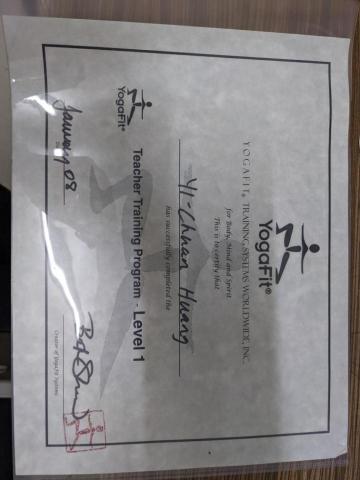 YogaFit®
YOGAFIT® TRAINING SYSTEMS WORLDWIDE, INC.
for Body, Mind and Spirit
This is to certify that
Yi-Chuan Huang
has successfully completed the
Teacher Training Program - Level 1
YogaFit®
January 08
Creator of YogaFit Systems